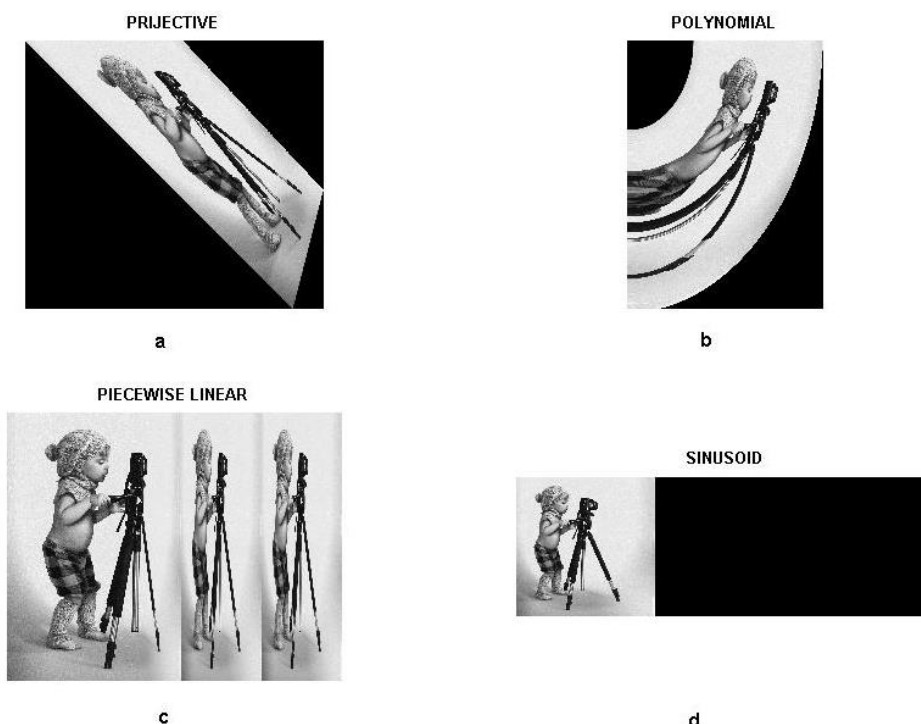 PRIJECTIVE
POLYNOMIAL
a
b
PIECEWISE LINEAR
SINUSOID
c
d